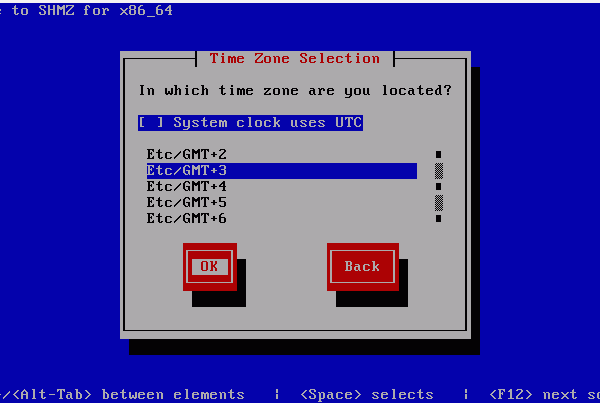 to SHMZ for x86_64
Time Zone Selection
In which time zone are you located?
[ ] System clock uses UTC
Etc/GMT+2
Etc/GMT+3
Etc/GMT+4
Etc/GMT+5
Etc/GMT+6
OK Back
/<Alt-Tab> between elements | <Space> selects | <F12> next